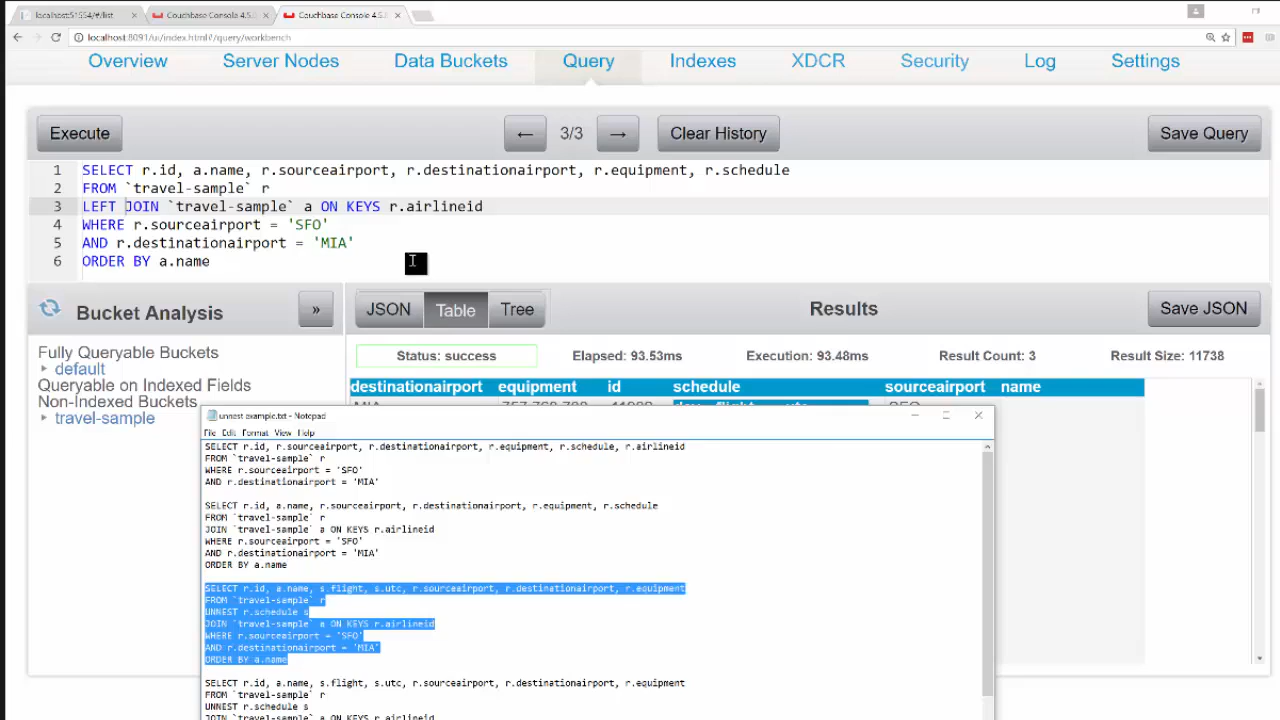 localhost:51554/#/list
Couchbase Console 4.5.
Couchbase Console 4.5.
localhost:8091/ui/index.html#/query/workbench
Overview Server Nodes Data Buckets Query Indexes XDCR Security Log Settings
Execute ← 3/3 → Clear History Save Query
1 SELECT r.id, a.name, r.sourceairport, r.destinationairport, r.equipment, r.schedule
2 FROM `travel-sample` r
3 LEFT JOIN `travel-sample` a ON KEYS r.airlineid
4 WHERE r.sourceairport = 'SFO'
5 AND r.destinationairport = 'MIA'
6 ORDER BY a.name
Bucket Analysis »
Fully Queryable Buckets
default
Queryable on Indexed Fields
Non-Indexed Buckets
travel-sample
JSON Table Tree Results Save JSON
Status: success Elapsed: 93.53ms Execution: 93.48ms Result Count: 3 Result Size: 11738
destinationairport equipment id schedule sourceairport name
unnest example.txt - Notepad
File Edit Format View Help
SELECT r.id, r.sourceairport, r.destinationairport, r.equipment, r.schedule, r.airlineid
FROM `travel-sample` r
WHERE r.sourceairport = 'SFO'
AND r.destinationairport = 'MIA'
SELECT r.id, a.name, r.sourceairport, r.destinationairport, r.equipment, r.schedule
FROM `travel-sample` r
JOIN `travel-sample` a ON KEYS r.airlineid
WHERE r.sourceairport = 'SFO'
AND r.destinationairport = 'MIA'
ORDER BY a.name
SELECT r.id, a.name, s.flight, s.utc, r.sourceairport, r.destinationairport, r.equipment
FROM `travel-sample` r
UNNEST r.schedule s
JOIN `travel-sample` a ON KEYS r.airlineid
WHERE r.sourceairport = 'SFO'
AND r.destinationairport = 'MIA'
ORDER BY a.name
SELECT r.id, a.name, s.flight, s.utc, r.sourceairport, r.destinationairport, r.equipment
FROM `travel-sample` r
UNNEST r.schedule s
JOIN `travel-sample` a ON KEYS r.airlineid